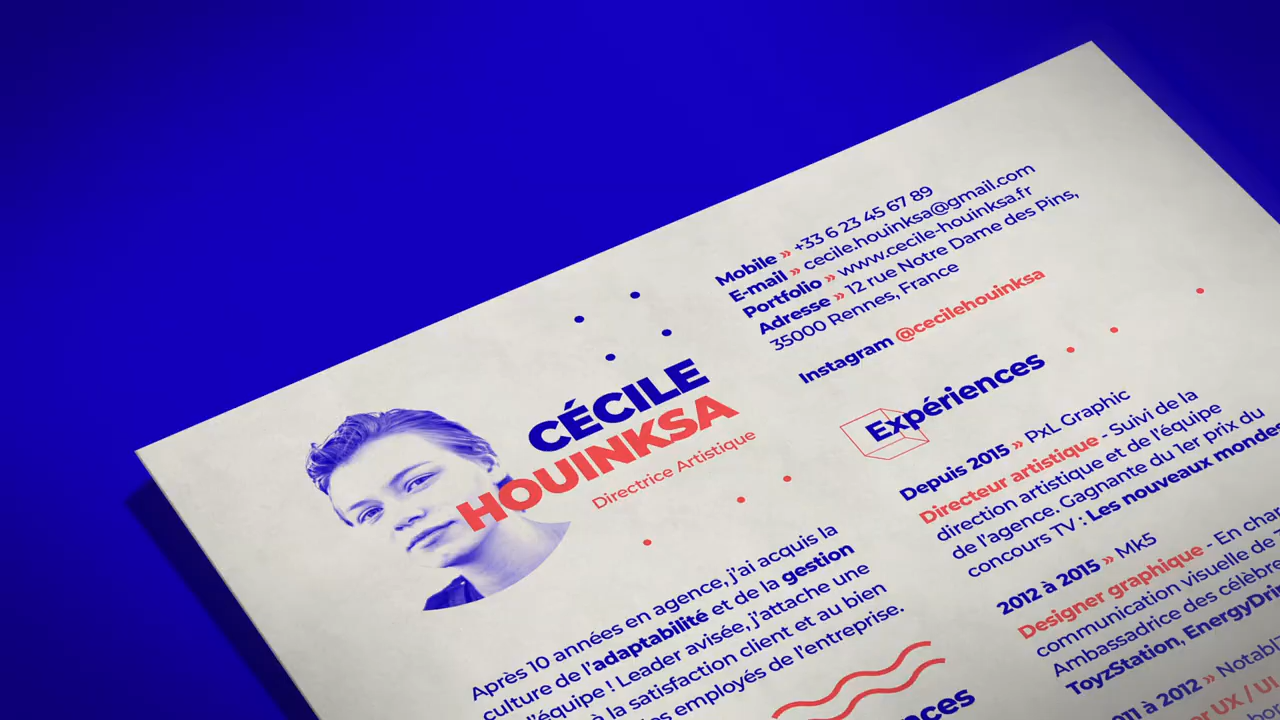 CÉCILE
HOUINKSA
Directrice Artistique
Après 10 années en agence, j'ai acquis la
culture de l'adaptabilité et de la gestion
l'équipe ! Leader avisée, j'attache une
à la satisfaction client et au bien
employés de l'entreprise.
Mobile » +33 6 23 45 67 89
E-mail » cecile.houinksa@gmail.com
Portfolio » www.cecile-houinksa.fr
Adresse » 12 rue Notre Dame des Pins,
35000 Rennes, France
Instagram @cecilehouinksa
Expériences
Depuis 2015 » PxL Graphic
Directeur artistique - Suivi de la
direction artistique et de l'équipe
de l'agence. Gagnante du 1er prix du
concours TV : Les nouveaux mondes
2012 à 2015 » Mk5
Designer graphique - En
communication visuelle de
Ambassadrice des
ToyzStation,
à 2012 »
UX / UI